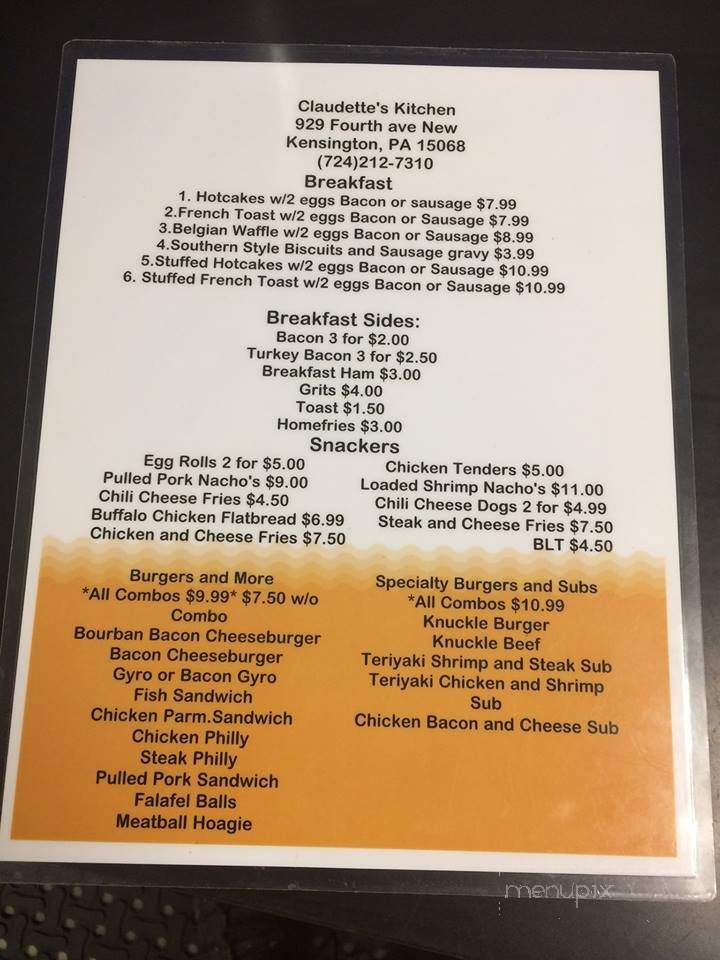 Claudette's Kitchen
929 Fourth ave New
Kensington, PA 15068
(724)212-7310
Breakfast
1. Hotcakes w/2 eggs Bacon or sausage $7.99
2.French Toast w/2 eggs Bacon or Sausage $7.99
3.Belgian Waffle w/2 eggs Bacon or Sausage $8.99
4.Southern Style Biscuits and Sausage gravy $3.99
5.Stuffed Hotcakes w/2 eggs Bacon or Sausage $10.99
6. Stuffed French Toast w/2 eggs Bacon or Sausage $10.99
Breakfast Sides:
Bacon 3 for $2.00
Turkey Bacon 3 for $2.50
Breakfast Ham $3.00
Grits $4.00
Toast $1.50
Homefries $3.00
Snackers
Egg Rolls 2 for $5.00
Pulled Pork Nacho's $9.00
Chili Cheese Fries $4.50
Buffalo Chicken Flatbread $6.99
Chicken and Cheese Fries $7.50
Chicken Tenders $5.00
Loaded Shrimp Nacho's $11.00
Chili Cheese Dogs 2 for $4.99
Steak and Cheese Fries $7.50
BLT $4.50
Burgers and More
*All Combos $9.99* $7.50 w/o
Combo
Bourban Bacon Cheeseburger
Bacon Cheeseburger
Gyro or Bacon Gyro
Fish Sandwich
Chicken Parm.Sandwich
Chicken Philly
Steak Philly
Pulled Pork Sandwich
Falafel Balls
Meatball Hoagie
Specialty Burgers and Subs
*All Combos $10.99
Knuckle Burger
Knuckle Beef
Teriyaki Shrimp and Steak Sub
Teriyaki Chicken and Shrimp
Sub
Chicken Bacon and Cheese Sub
menupix